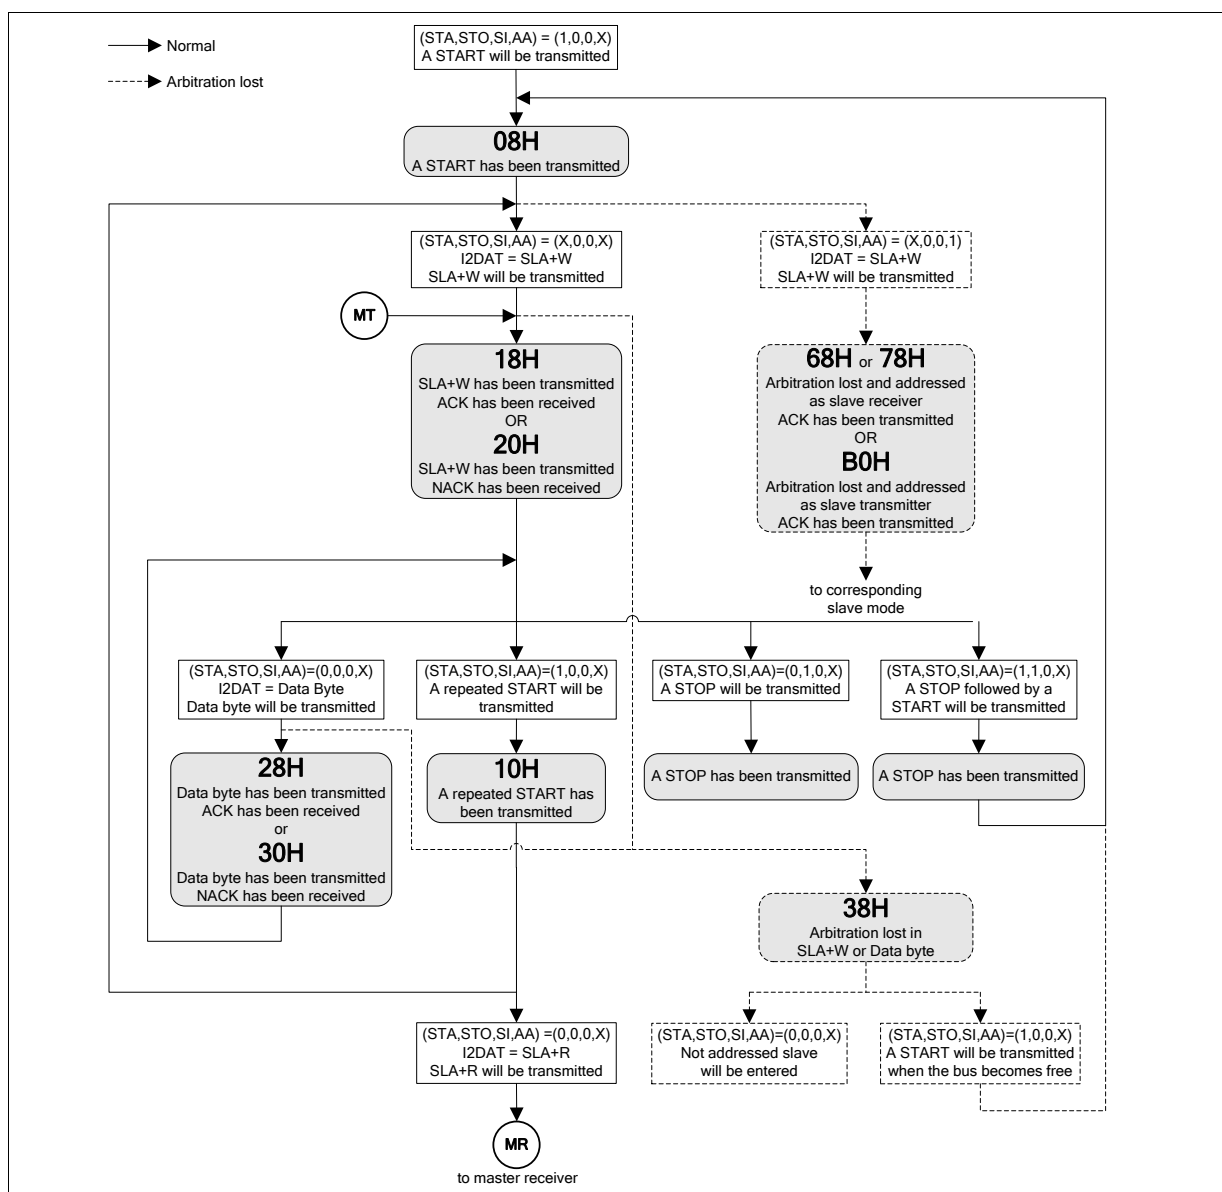 Normal
Arbitration lost
(STA,STO,SI,AA) = (1,0,0,X)
A START will be transmitted
08H
A START has been transmitted
(STA,STO,SI,AA) = (X,0,0,X)
I2DAT = SLA+W
SLA+W will be transmitted
(STA,STO,SI,AA) = (X,0,0,1)
I2DAT = SLA+W
SLA+W will be transmitted
MT
18H
SLA+W has been transmitted
ACK has been received
OR
20H
SLA+W has been transmitted
NACK has been received
68H or 78H
Arbitration lost and addressed
as slave receiver
ACK has been transmitted
OR
B0H
Arbitration lost and addressed
as slave transmitter
ACK has been transmitted
to corresponding
slave mode
(STA,STO,SI,AA)=(0,0,0,X)
I2DAT = Data Byte
Data byte will be transmitted
(STA,STO,SI,AA)=(1,0,0,X)
A repeated START will be
transmitted
(STA,STO,SI,AA)=(0,1,0,X)
A STOP will be transmitted
(STA,STO,SI,AA)=(1,1,0,X)
A STOP followed by a
START will be transmitted
28H
Data byte has been transmitted
ACK has been received
or
30H
Data byte has been transmitted
NACK has been received
10H
A repeated START has
been transmitted
A STOP has been transmitted
A STOP has been transmitted
38H
Arbitration lost in
SLA+W or Data byte
(STA,STO,SI,AA) =(0,0,0,X)
I2DAT = SLA+R
SLA+R will be transmitted
(STA,STO,SI,AA)=(0,0,0,X)
Not addressed slave
will be entered
(STA,STO,SI,AA)=(1,0,0,X)
A START will be transmitted
when the bus becomes free
MR
to master receiver